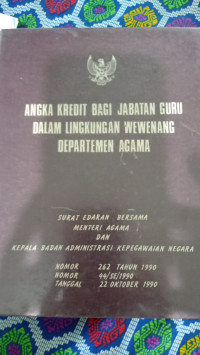 ANGKA KREDIT BAGI JABATAN GURU
DALAM LINGKUNGAN WEWENANG
DEPARTEMEN AGAMA
SURAT EDARAN BERSAMA
MENTERI AGAMA
DAN
KEPALA BADAN ADMINISTRASI KEPEGAWAIAN NEGARA
NOMOR 262 TAHUN 1990
NOMOR 44/SE/1990
TANGGAL 22 OKTOBER 1990